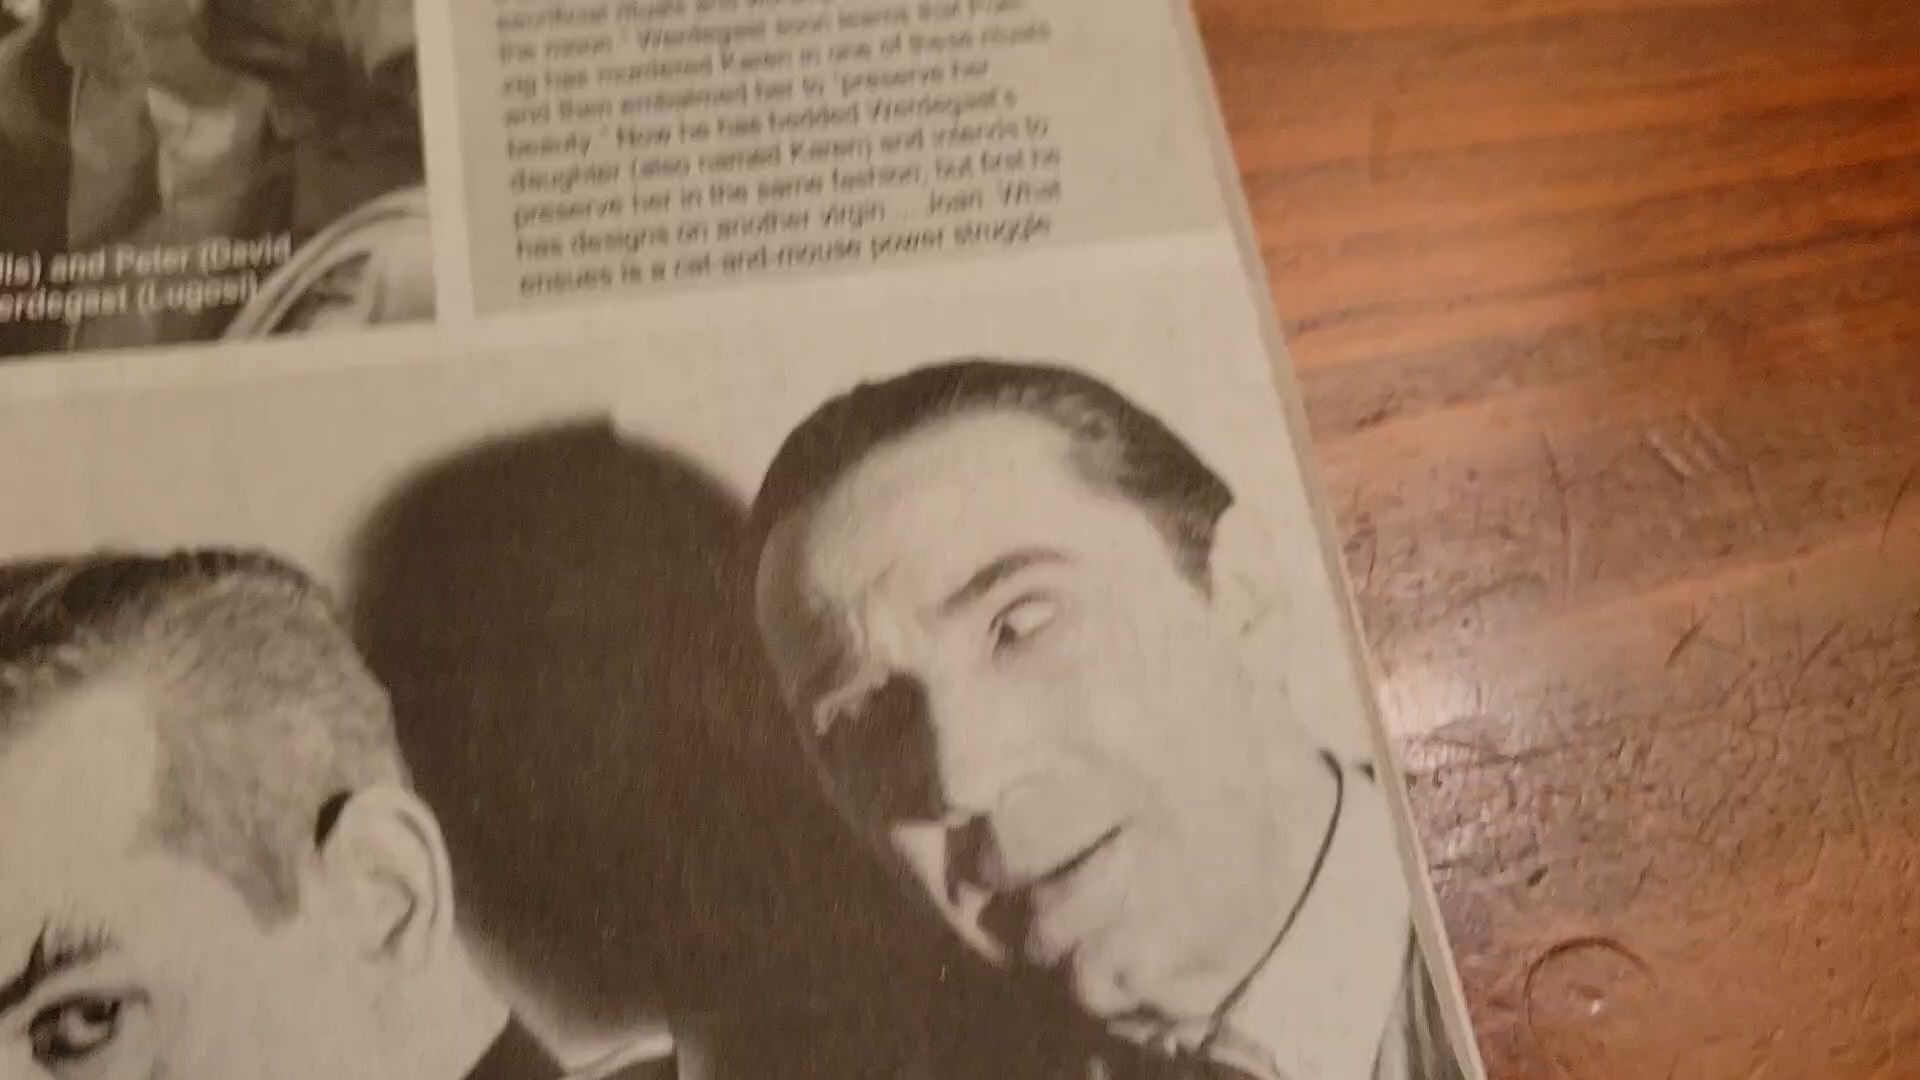 sacrificial rituals and
the moon." Werdegast soon learns that Poel-
zig has murdered Karen in one of these rituals
and then embalmed her to "preserve her
beauty." Now he has bedded Werdegast's
daughter (also named Karen) and intends to
preserve her in the same fashion, but first he
has designs on another virgin ... Joan. What
ensues is a cat-and-mouse power struggle
lls) and Peter (David
erdegast (Lugosi)